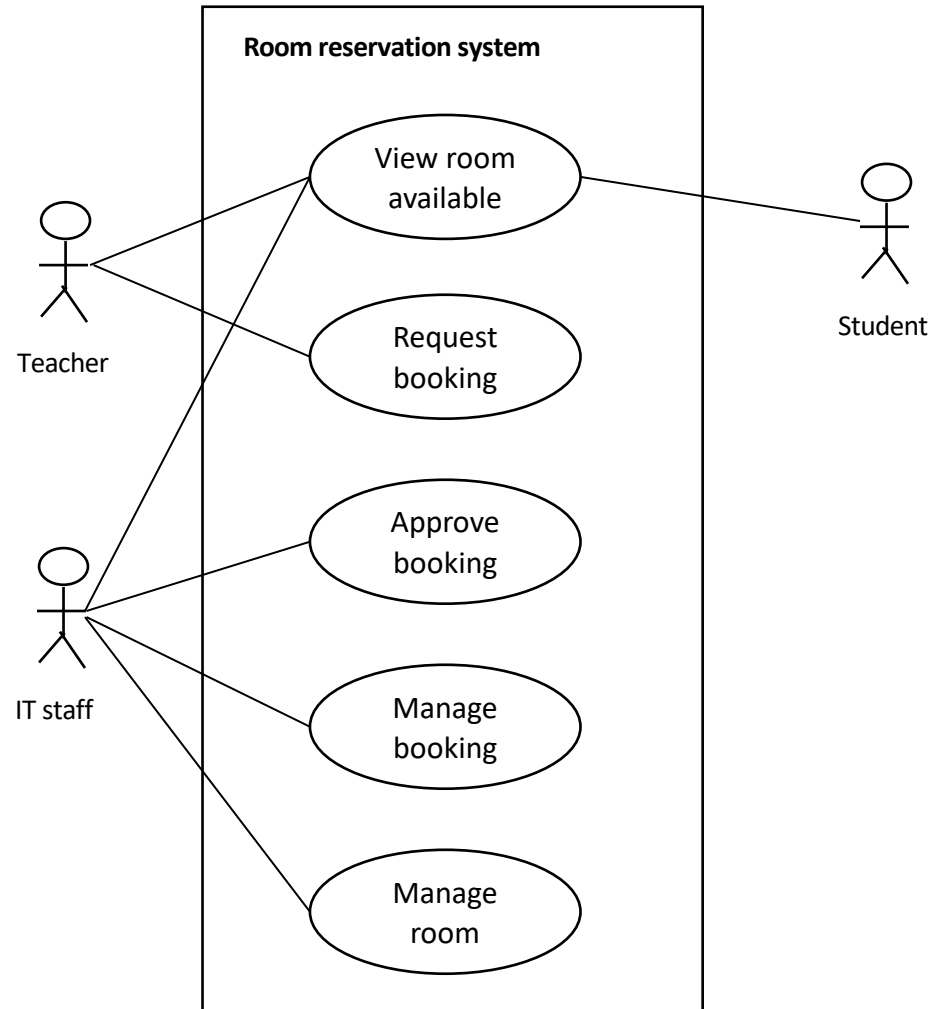 Room reservation system
View room
available
Teacher
Student
Request
booking
Approve
booking
IT staff
Manage
booking
Manage
room